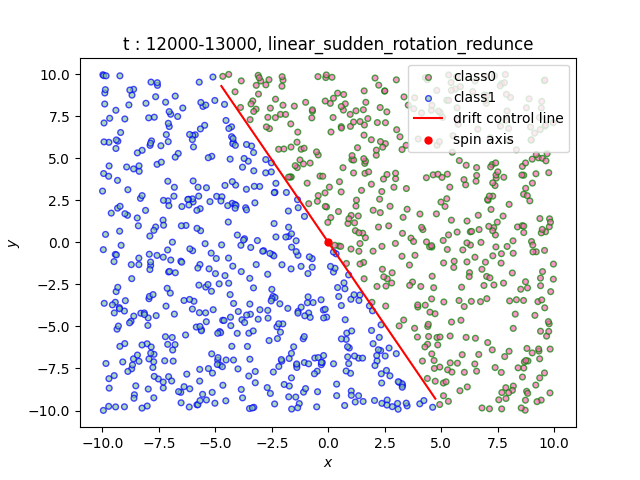 t : 12000-13000, linear_sudden_rotation_redunce
class0
class1
drift control line
spin axis
y
10.0
7.5
5.0
2.5
0.0
−2.5
−5.0
−7.5
−10.0
−10.0 −7.5 −5.0 −2.5 0.0 2.5 5.0 7.5 10.0
x